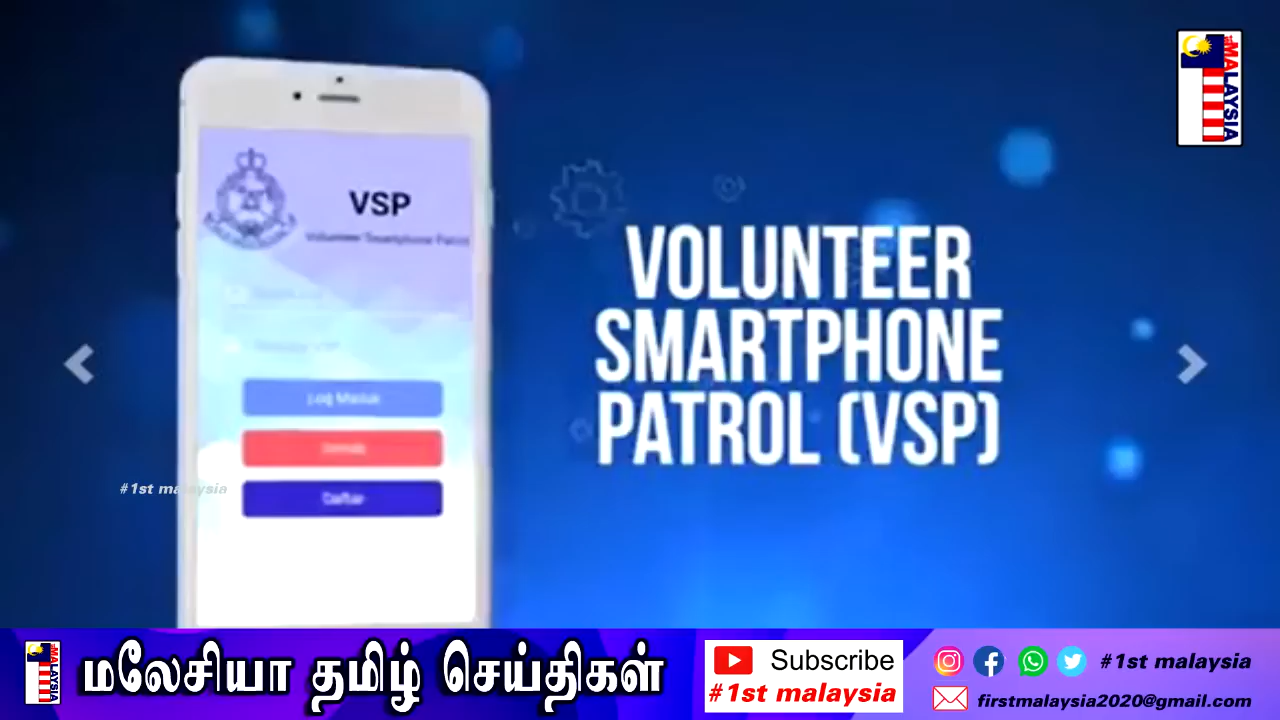 MALAYSIA
VSP
Volunteer Smartphone Patrol
Log Masuk
Daftar
VOLUNTEER
SMARTPHONE
PATROL (VSP)
#1st malaysia
மலேசியா தமிழ் செய்திகள்
Subscribe
#1st malaysia
#1st malaysia
firstmalaysia2020@gmail.com